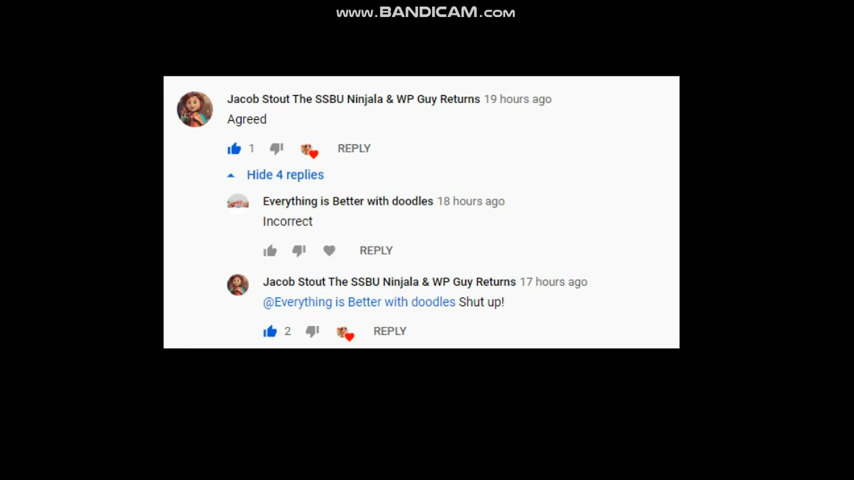 www.BANDICAM.com
Jacob Stout The SSBU Ninjala & WP Guy Returns 19 hours ago
Agreed
1 REPLY
Hide 4 replies
Everything is Better with doodles 18 hours ago
Incorrect
REPLY
Jacob Stout The SSBU Ninjala & WP Guy Returns 17 hours ago
@Everything is Better with doodles Shut up!
2 REPLY